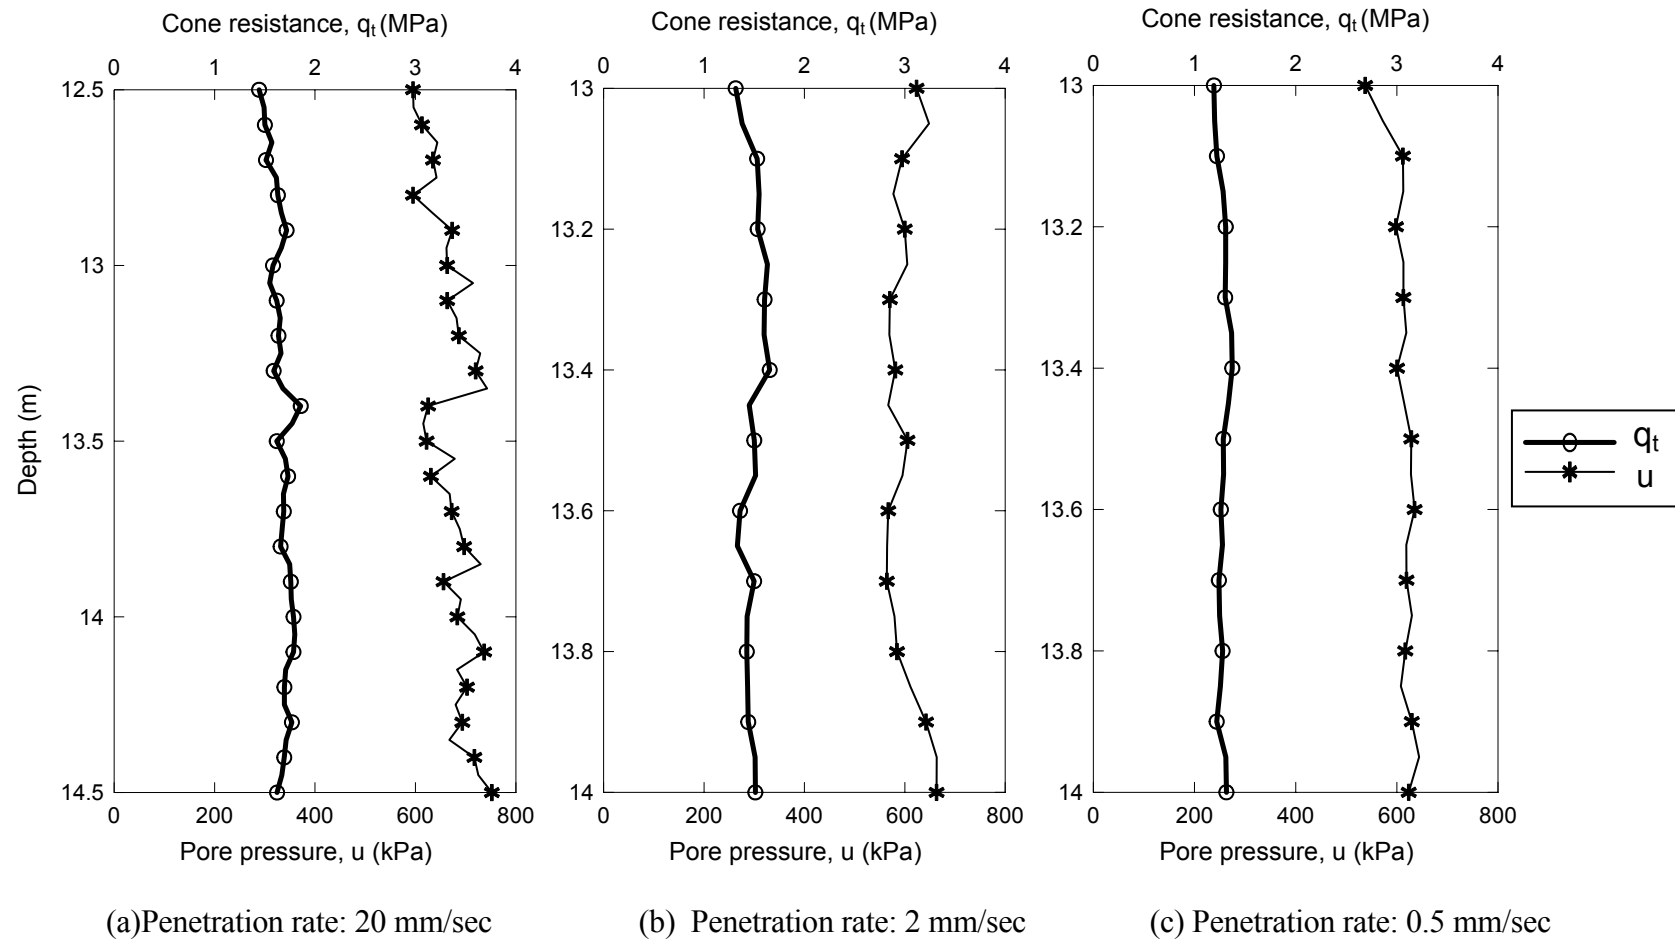 Cone resistance, qt (MPa)
0 1 2 3 4
12.5
13
13.5
14
14.5
Depth (m)
0 200 400 600 800
Pore pressure, u (kPa)
(a)Penetration rate: 20 mm/sec
Cone resistance, qt (MPa)
0 1 2 3 4
13
13.2
13.4
13.6
13.8
14
0 200 400 600 800
Pore pressure, u (kPa)
(b) Penetration rate: 2 mm/sec
Cone resistance, qt (MPa)
0 1 2 3 4
13
13.2
13.4
13.6
13.8
14
0 200 400 600 800
Pore pressure, u (kPa)
(c) Penetration rate: 0.5 mm/sec
qt
u